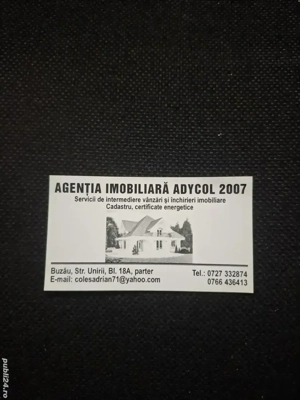 AGENȚIA IMOBILIARĂ ADYCOL 2007
Servicii de intermediere vânzări și închirieri imobiliare
Cadastru, certificate energetice
Buzău, Str. Unirii, Bl. 18A, parter
E-mail: colesadrian71@yahoo.com
Tel.: 0727 332874
0766 436413
publi24.ro